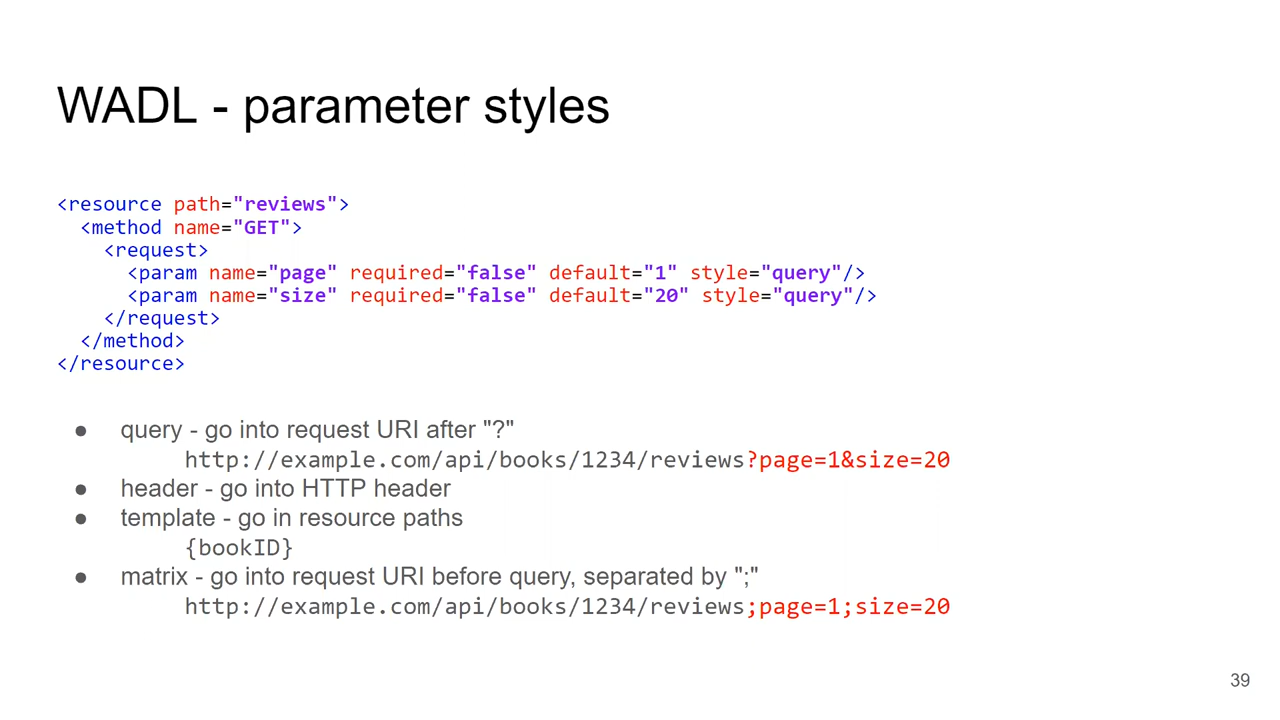 WADL - parameter styles
<resource path="reviews">
<method name="GET">
<request>
<param name="page" required="false" default="1" style="query"/>
<param name="size" required="false" default="20" style="query"/>
</request>
</method>
</resource>
● query - go into request URI after "?"
http://example.com/api/books/1234/reviews?page=1&size=20
● header - go into HTTP header
● template - go in resource paths
{bookID}
● matrix - go into request URI before query, separated by ";"
http://example.com/api/books/1234/reviews;page=1;size=20
39